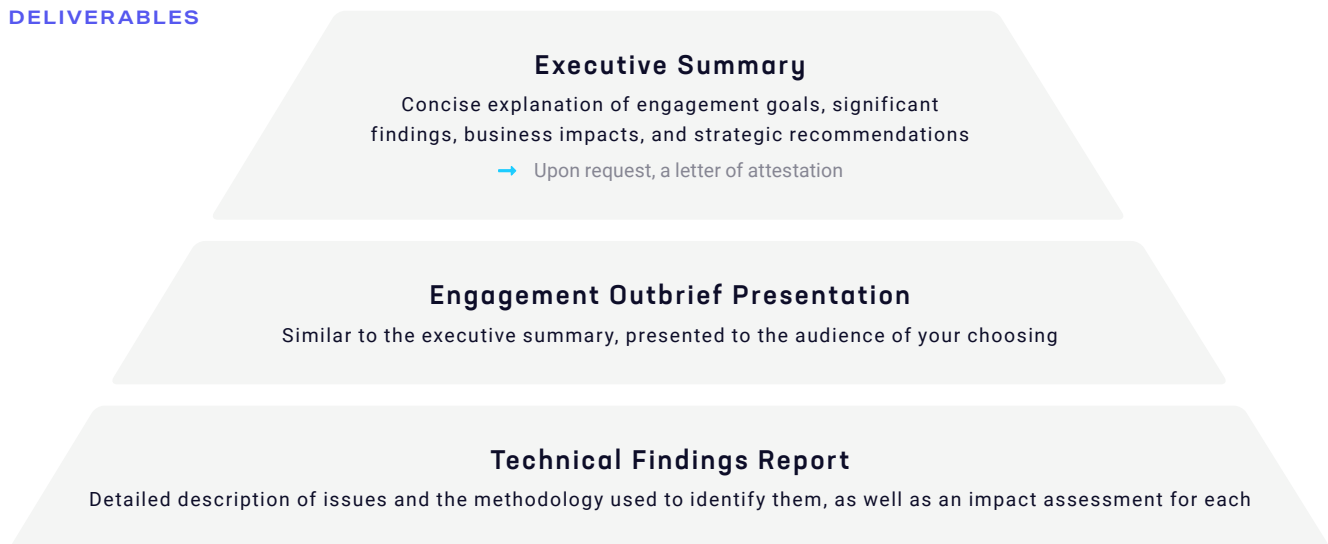 DELIVERABLES
Executive Summary
Concise explanation of engagement goals, significant
findings, business impacts, and strategic recommendations
→ Upon request, a letter of attestation
Engagement Outbrief Presentation
Similar to the executive summary, presented to the audience of your choosing
Technical Findings Report
Detailed description of issues and the methodology used to identify them, as well as an impact assessment for each